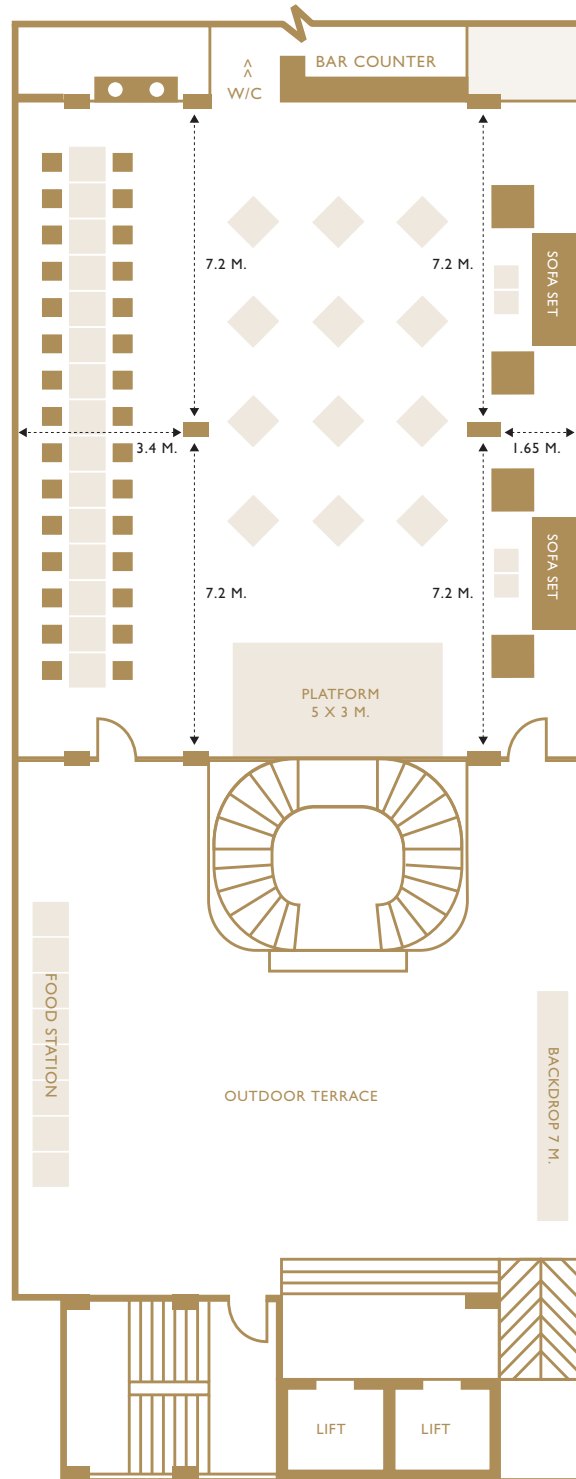 BAR COUNTER
W/C
7.2 M.
7.2 M.
SOFA SET
3.4 M.
1.65 M.
SOFA SET
7.2 M.
7.2 M.
PLATFORM
5 X 3 M.
FOOD STATION
BACKDROP 7 M.
OUTDOOR TERRACE
LIFT
LIFT